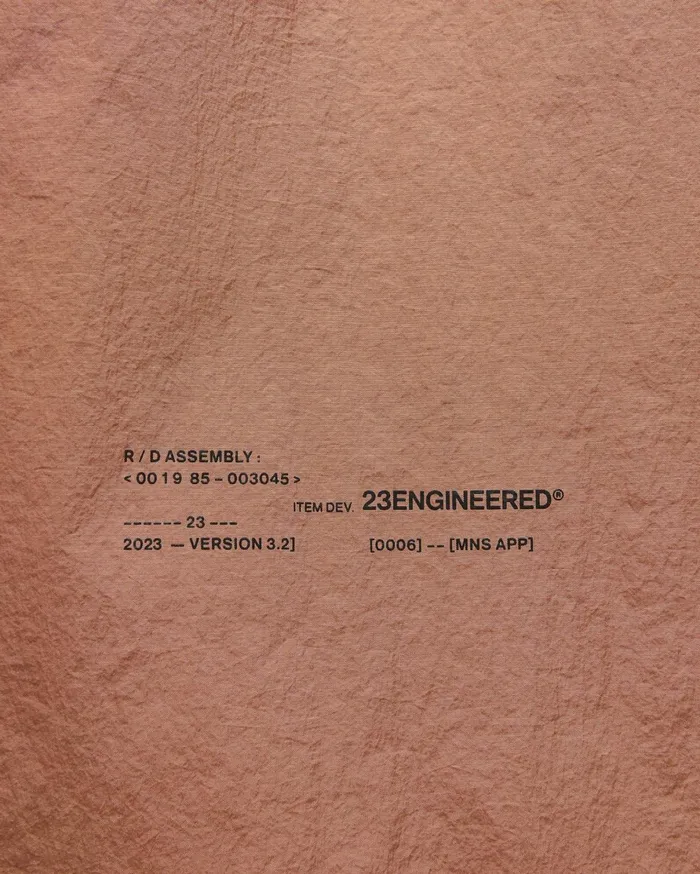 R / D ASSEMBLY :
< 0019 85 – 003045 >
ITEM DEV. 23ENGINEERED®
------ 23 ---
2023 — VERSION 3.2] [0006] -- [MNS APP]